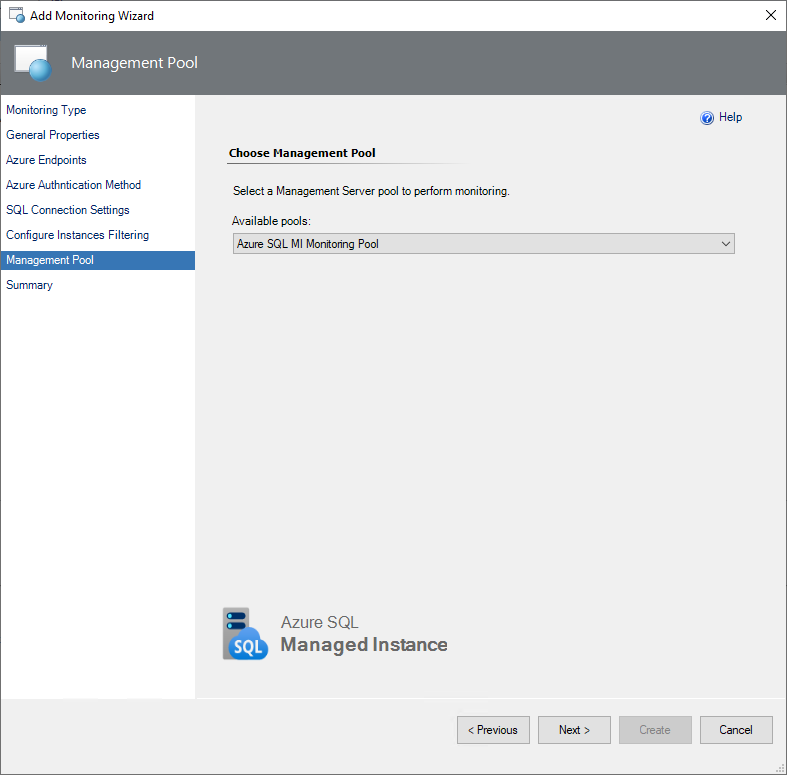 Add Monitoring Wizard
Management Pool
Monitoring Type
General Properties
Azure Endpoints
Azure Authntication Method
SQL Connection Settings
Configure Instances Filtering
Management Pool
Summary
Help
Choose Management Pool
Select a Management Server pool to perform monitoring.
Available pools:
Azure SQL MI Monitoring Pool
SQL
Azure SQL
Managed Instance
< Previous
Next >
Create
Cancel